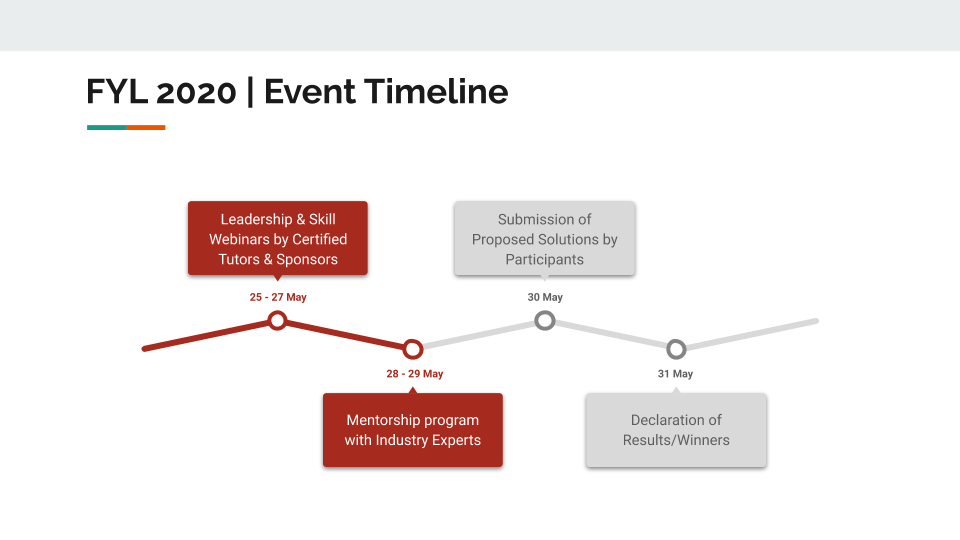 FYL 2020 | Event Timeline
Leadership & Skill
Webinars by Certified
Tutors & Sponsors
25 - 27 May
28 - 29 May
Mentorship program
with Industry Experts
Submission of
Proposed Solutions by
Participants
30 May
31 May
Declaration of
Results/Winners